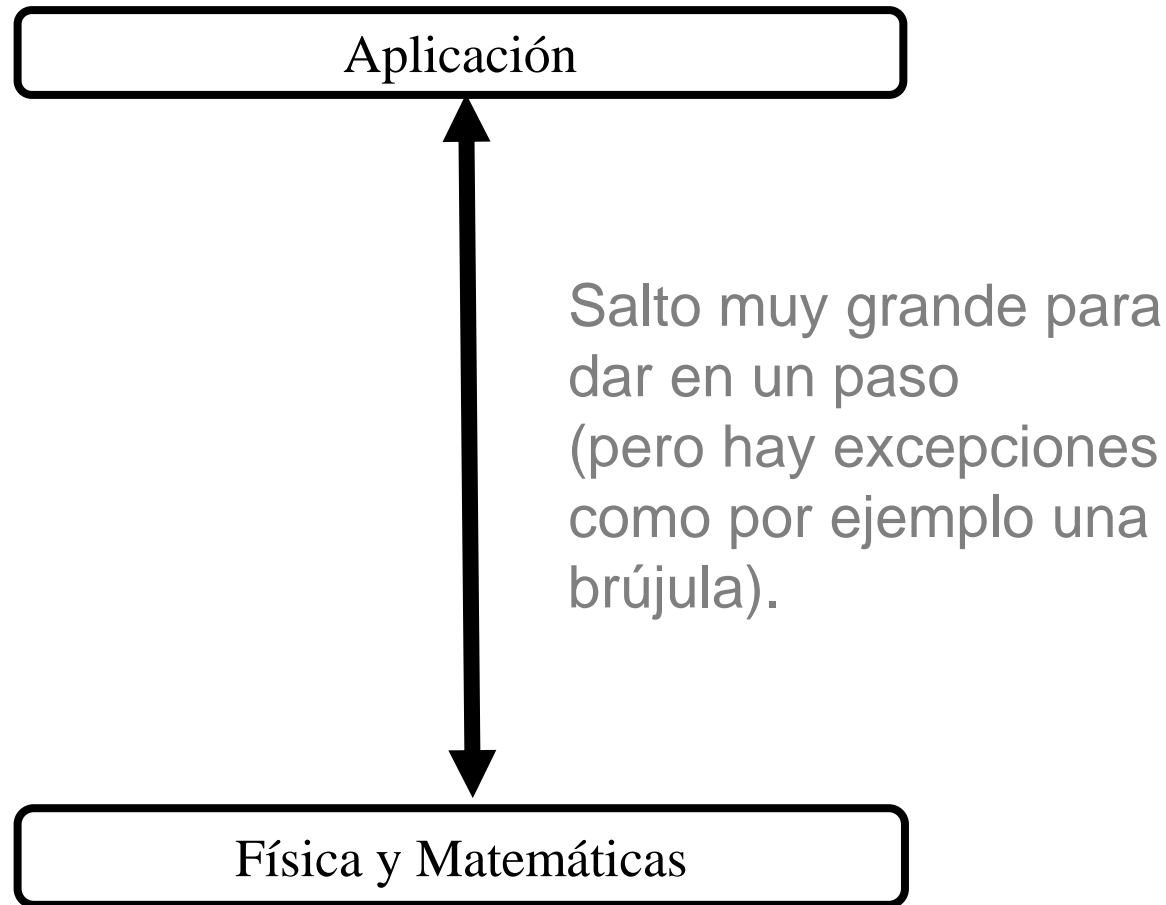 Aplicación
Salto muy grande para
dar en un paso
(pero hay excepciones
como por ejemplo una
brújula).
Física y Matemáticas